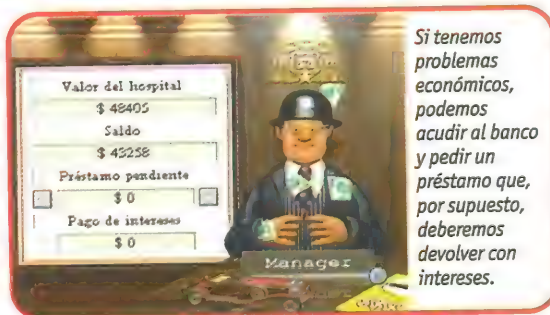 Valor del hospital
$ 48405
Saldo
$ 43258
Préstamo pendiente
$ 0
Pago de intereses
$ 0
Manager
Si tenemos
problemas
económicos,
podemos
acudir al banco
y pedir un
préstamo que,
por supuesto,
deberemos
devolver con
intereses.